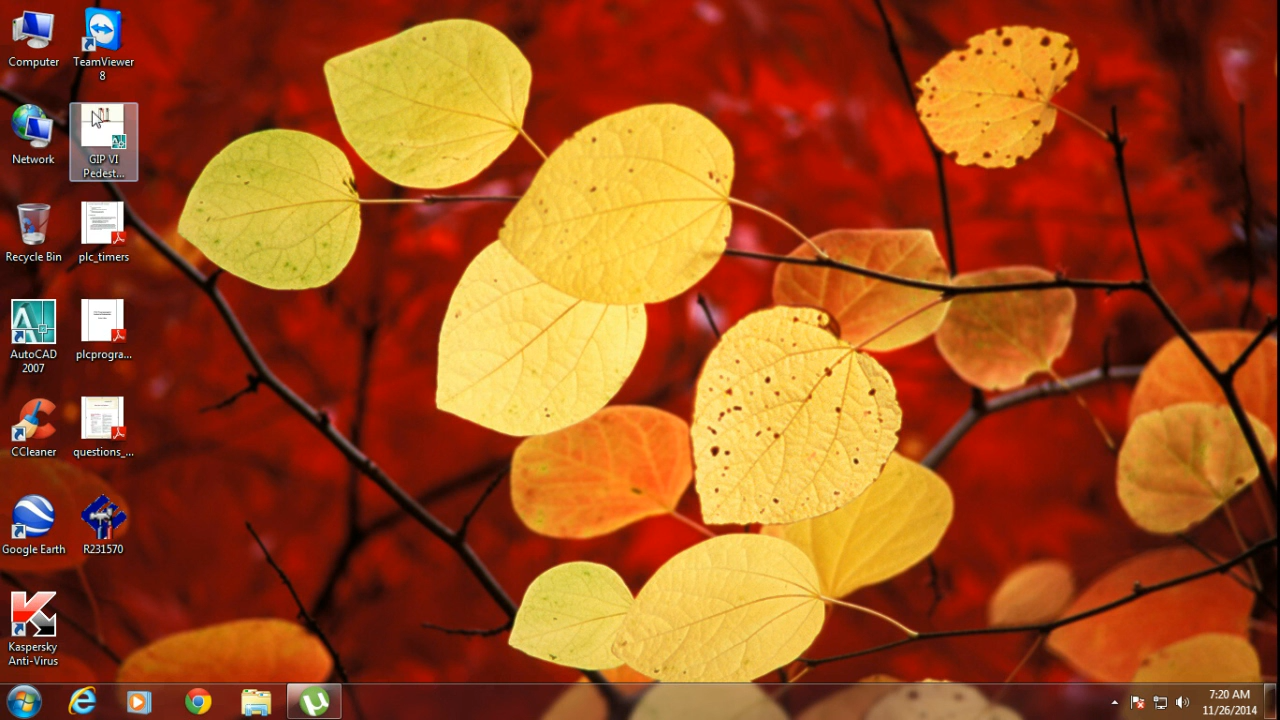 Computer
TeamViewer
8
Network
GIP VI
Pedest...
Recycle Bin
plc_timers
AutoCAD
2007
plcprogra...
CCleaner
questions_...
Google Earth
R231570
Kaspersky
Anti-Virus
7:20 AM
11/26/2014